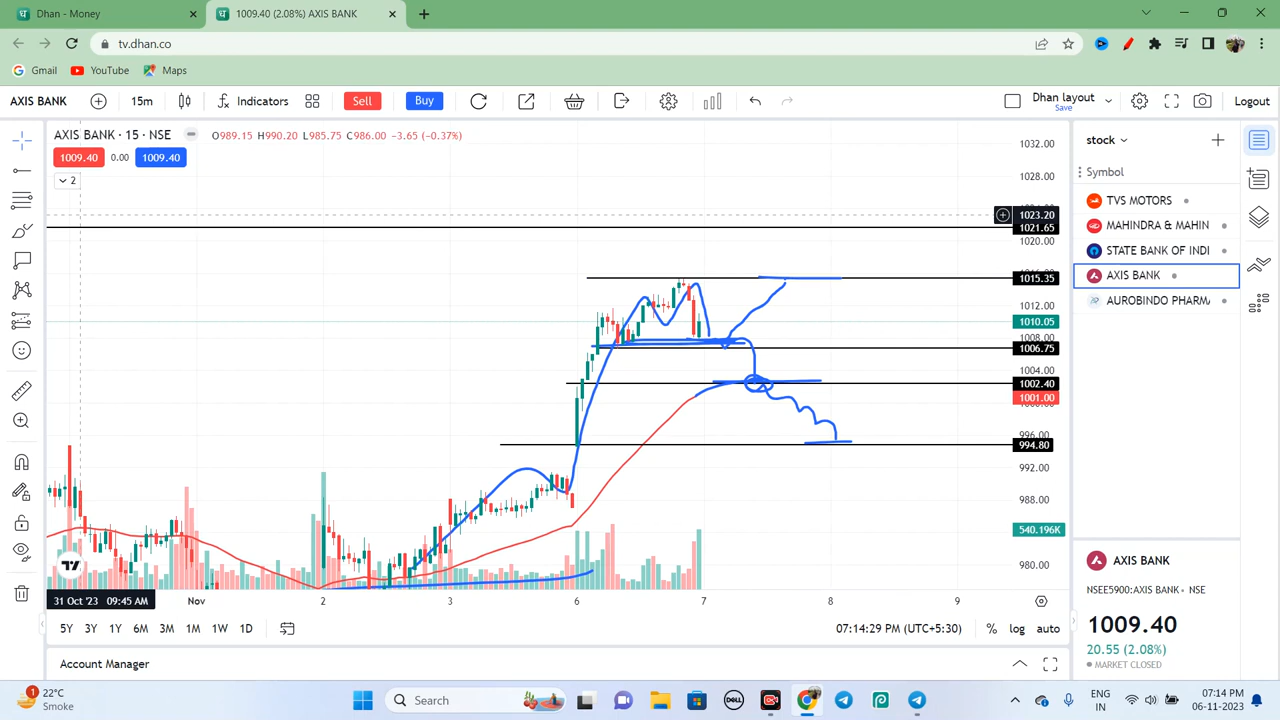 Dhan - Money
1009.40 (2.08%) AXIS BANK
tv.dhan.co
Gmail
YouTube
Maps
AXIS BANK
15m
Indicators
Sell
Buy
Dhan layout
Save
Logout
AXIS BANK · 15 · NSE
O989.15 H990.20 L985.75 C986.00 -3.65 (-0.37%)
1009.40
0.00
1009.40
2
1032.00
1028.00
1023.20
1021.65
1020.00
1015.35
1012.00
1010.05
1008.00
1006.75
1004.00
1002.40
1001.00
996.00
994.80
992.00
988.00
540.196K
980.00
31 Oct '23 09:45 AM
Nov
2
3
6
7
8
9
5Y
3Y
1Y
6M
3M
1M
1W
1D
07:14:29 PM (UTC+5:30)
%
log
auto
Account Manager
stock
Symbol
TVS MOTORS
MAHINDRA & MAHIN
STATE BANK OF INDI
AXIS BANK
AUROBINDO PHARM
AXIS BANK
NSEE5900:AXIS BANK · NSE
1009.40
20.55 (2.08%)
MARKET CLOSED
1
22°C
Smoke
Search
DELL
ENG
IN
07:14 PM
06-11-2023